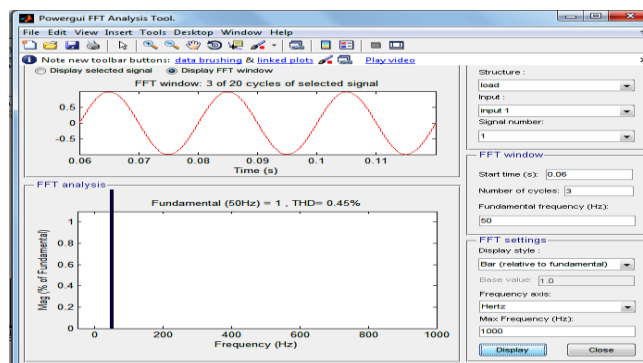 Powergui FFT Analysis Tool.
File Edit View Insert Tools Desktop Window Help
Note new toolbar buttons: data brushing & linked plots Play video
Display selected signal Display FFT window
FFT window: 3 of 20 cycles of selected signal
0.5
0
-0.5
0.06 0.07 0.08 0.09 0.1 0.11
Time (s)
FFT analysis
Fundamental (50Hz) = 1 , THD= 0.45%
Mag (% of Fundamental)
1
0.8
0.6
0.4
0.2
0
0 200 400 600 800 1000
Frequency (Hz)
Structure :
load
Input :
input 1
Signal number:
1
FFT window
Start time (s): 0.06
Number of cycles: 3
Fundamental frequency (Hz):
50
FFT settings
Display style :
Bar (relative to fundamental)
Base value: 1.0
Frequency axis:
Hertz
Max Frequency (Hz):
1000
Display Close